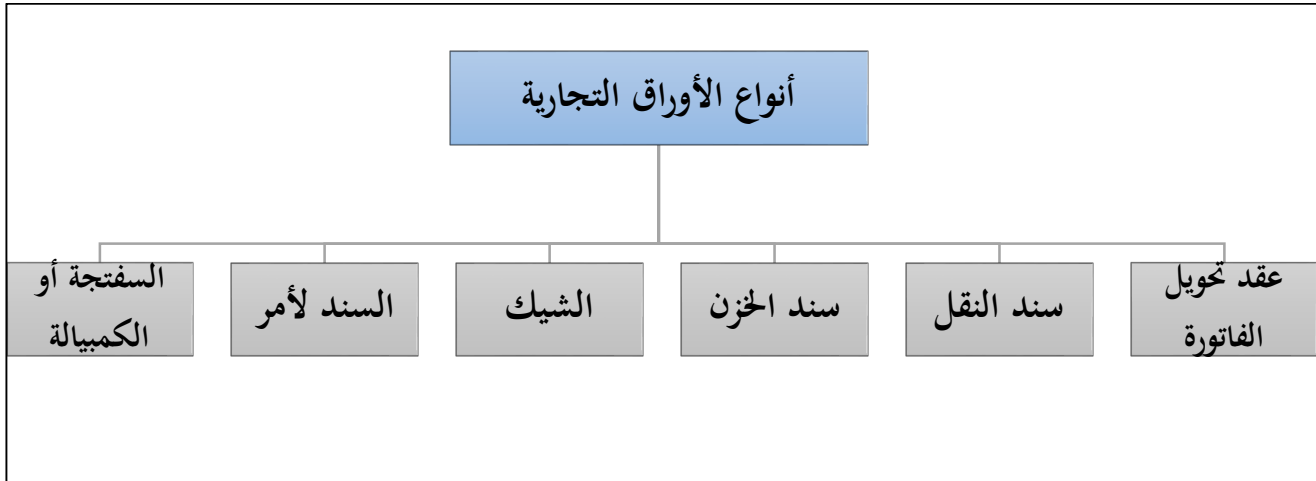 أنواع الأوراق التجارية
عقد تحويل
الفاتورة
سند النقل
سند الخزن
الشيك
السند لأمر
السفتجة أو
الكمبيالة